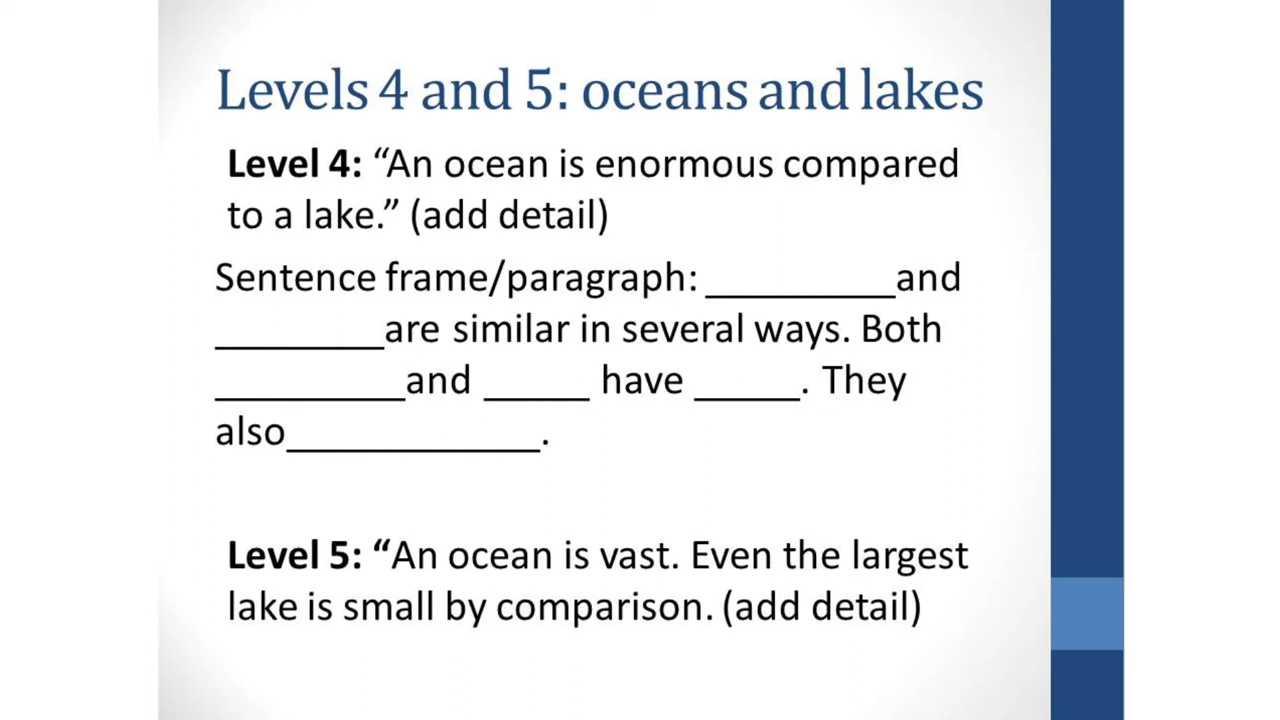 Levels 4 and 5: oceans and lakes
Level 4: “An ocean is enormous compared
to a lake.” (add detail)
Sentence frame/paragraph: _________and
________are similar in several ways. Both
_________and _____ have _____. They
also____________.
Level 5: “An ocean is vast. Even the largest
lake is small by comparison. (add detail)